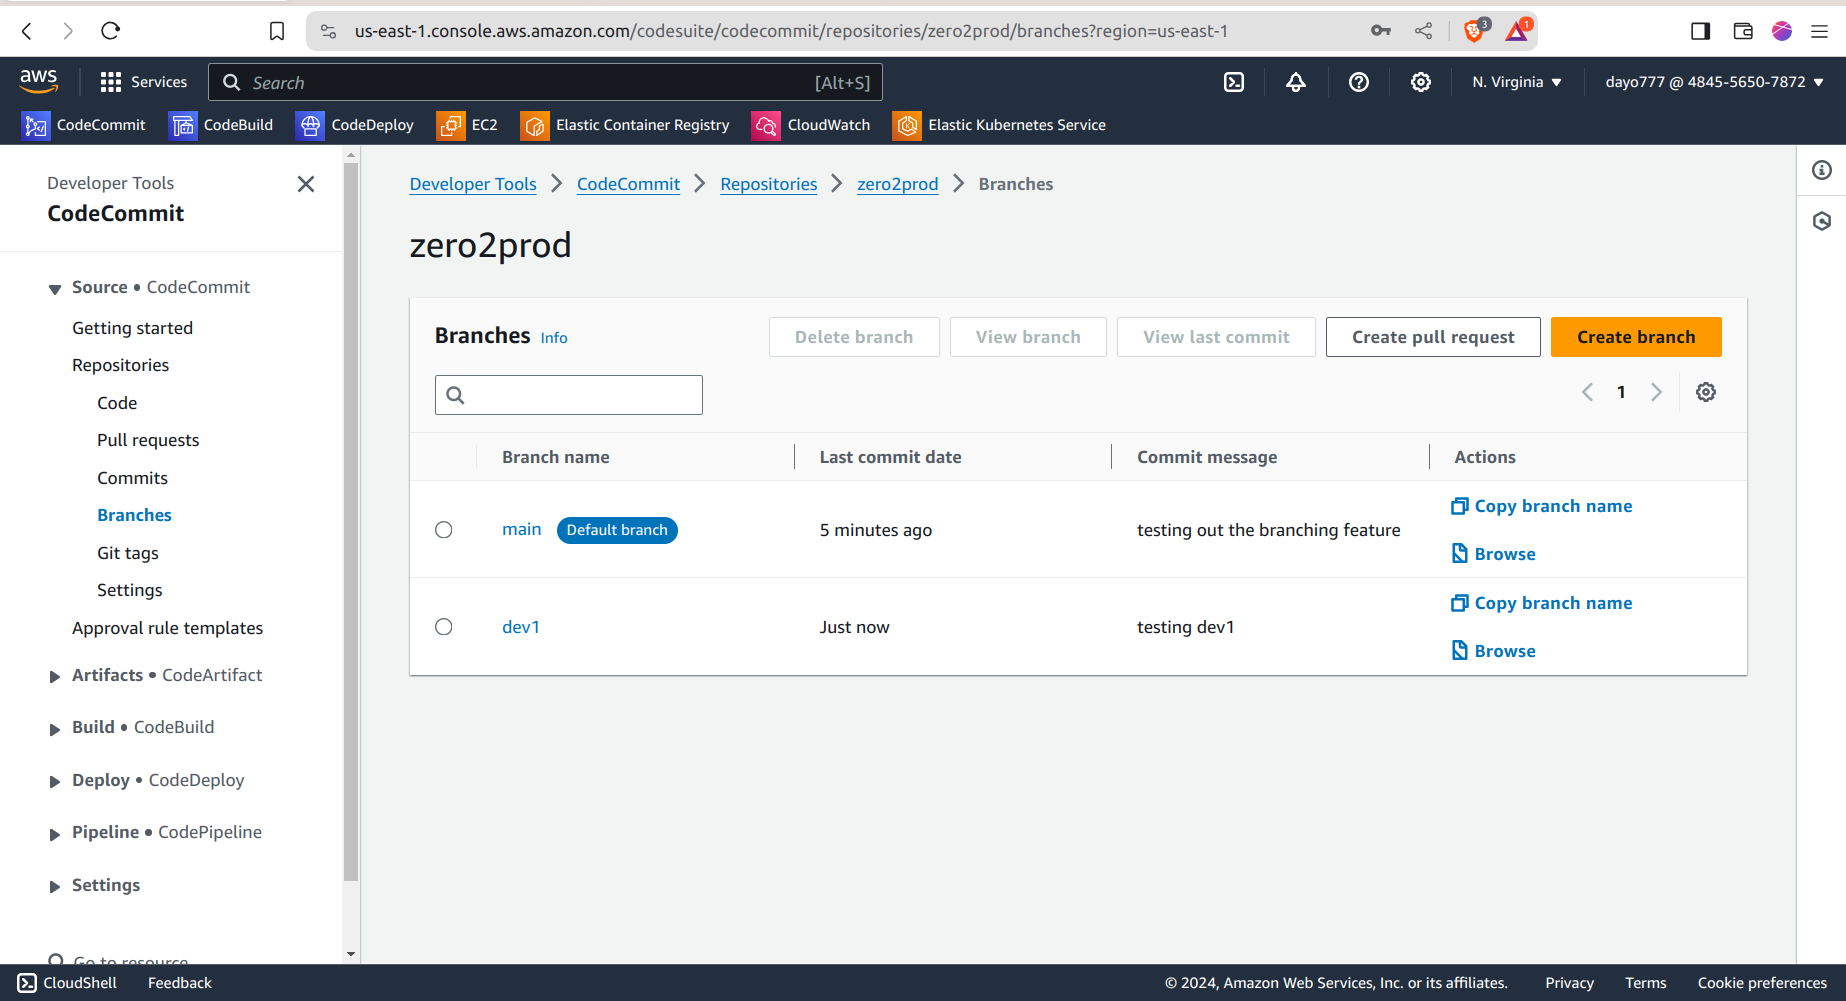 us-east-1.console.aws.amazon.com/codesuite/codecommit/repositories/zero2prod/branches?region=us-east-1
3
1
aws
Services
Search
[Alt+S]
N. Virginia
dayo777 @ 4845-5650-7872
CodeCommit
CodeBuild
CodeDeploy
EC2
Elastic Container Registry
CloudWatch
Elastic Kubernetes Service
Developer Tools
CodeCommit
Source • CodeCommit
Getting started
Repositories
Code
Pull requests
Commits
Branches
Git tags
Settings
Approval rule templates
Artifacts • CodeArtifact
Build • CodeBuild
Deploy • CodeDeploy
Pipeline • CodePipeline
Settings
Go to resource
Developer Tools
CodeCommit
Repositories
zero2prod
Branches
zero2prod
Branches Info
Delete branch
View branch
View last commit
Create pull request
Create branch
1
Branch name
Last commit date
Commit message
Actions
main
Default branch
5 minutes ago
testing out the branching feature
Copy branch name
Browse
dev1
Just now
testing dev1
Copy branch name
Browse
CloudShell
Feedback
© 2024, Amazon Web Services, Inc. or its affiliates.
Privacy
Terms
Cookie preferences